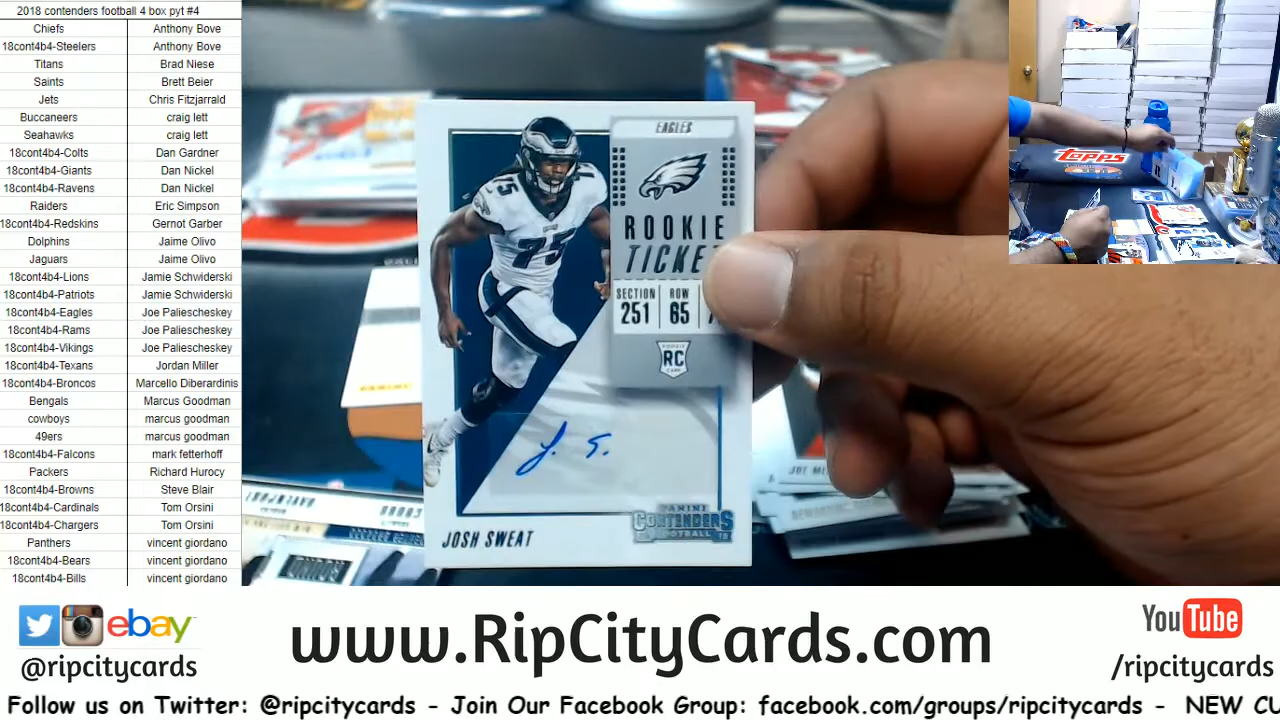 2018 contenders football 4 box pyt #4
Chiefs Anthony Bove
18cont4b4-Steelers Anthony Bove
Titans Brad Niese
Saints Brett Beier
Jets Chris Fitzjarrald
Buccaneers craig lett
Seahawks craig lett
18cont4b4-Colts Dan Gardner
18cont4b4-Giants Dan Nickel
18cont4b4-Ravens Dan Nickel
Raiders Eric Simpson
18cont4b4-Redskins Gernot Garber
Dolphins Jaime Olivo
Jaguars Jaime Olivo
18cont4b4-Lions Jamie Schwiderski
18cont4b4-Patriots Jamie Schwiderski
18cont4b4-Eagles Joe Paliescheskey
18cont4b4-Rams Joe Paliescheskey
18cont4b4-Vikings Joe Paliescheskey
18cont4b4-Texans Jordan Miller
18cont4b4-Broncos Marcello Diberardinis
Bengals Marcus Goodman
cowboys marcus goodman
49ers marcus goodman
18cont4b4-Falcons mark fetterhoff
Packers Richard Hurocy
18cont4b4-Browns Steve Blair
18cont4b4-Cardinals Tom Orsini
18cont4b4-Chargers Tom Orsini
Panthers vincent giordano
18cont4b4-Bears vincent giordano
18cont4b4-Bills vincent giordano
EAGLES
ROOKIE
TICKET
SECTION ROW
251 65
ROOKIE
RC
CARD
75
75
J. S.
JOSH SWEAT
PANINI
CONTENDERS
FOOTBALL 18
topps
ebay
@ripcitycards
www.RipCityCards.com
YouTube
/ripcitycards
Follow us on Twitter: @ripcitycards - Join Our Facebook Group: facebook.com/groups/ripcitycards - NEW CU